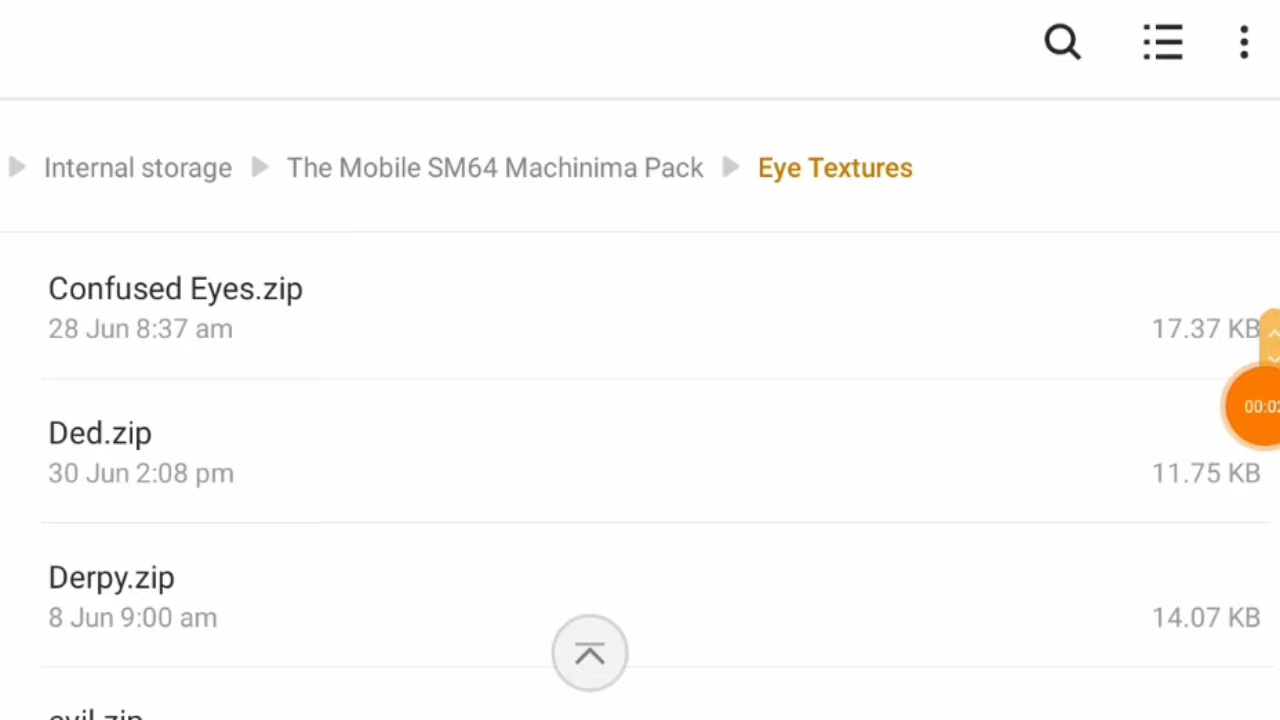 Internal storage The Mobile SM64 Machinima Pack Eye Textures
Confused Eyes.zip
28 Jun 8:37 am 17.37 KB
Ded.zip
30 Jun 2:08 pm 11.75 KB
Derpy.zip
8 Jun 9:00 am 14.07 KB
evil.zip